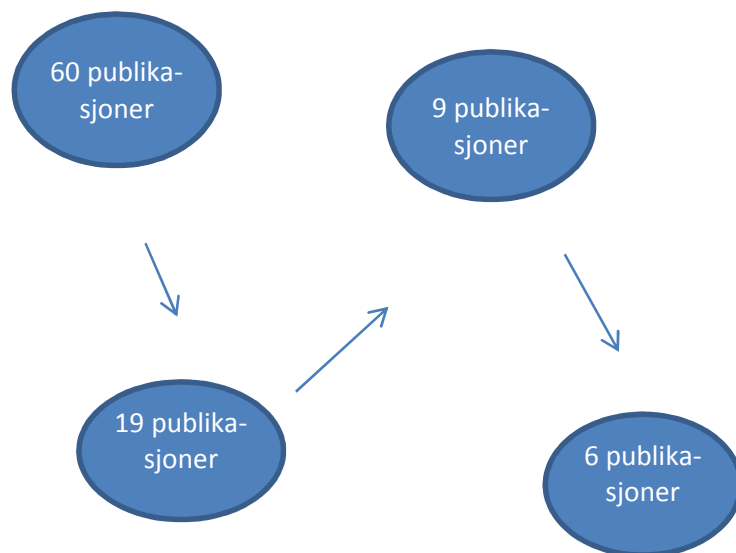 60 publika-
sjoner
19 publika-
sjoner
9 publika-
sjoner
6 publika-
sjoner